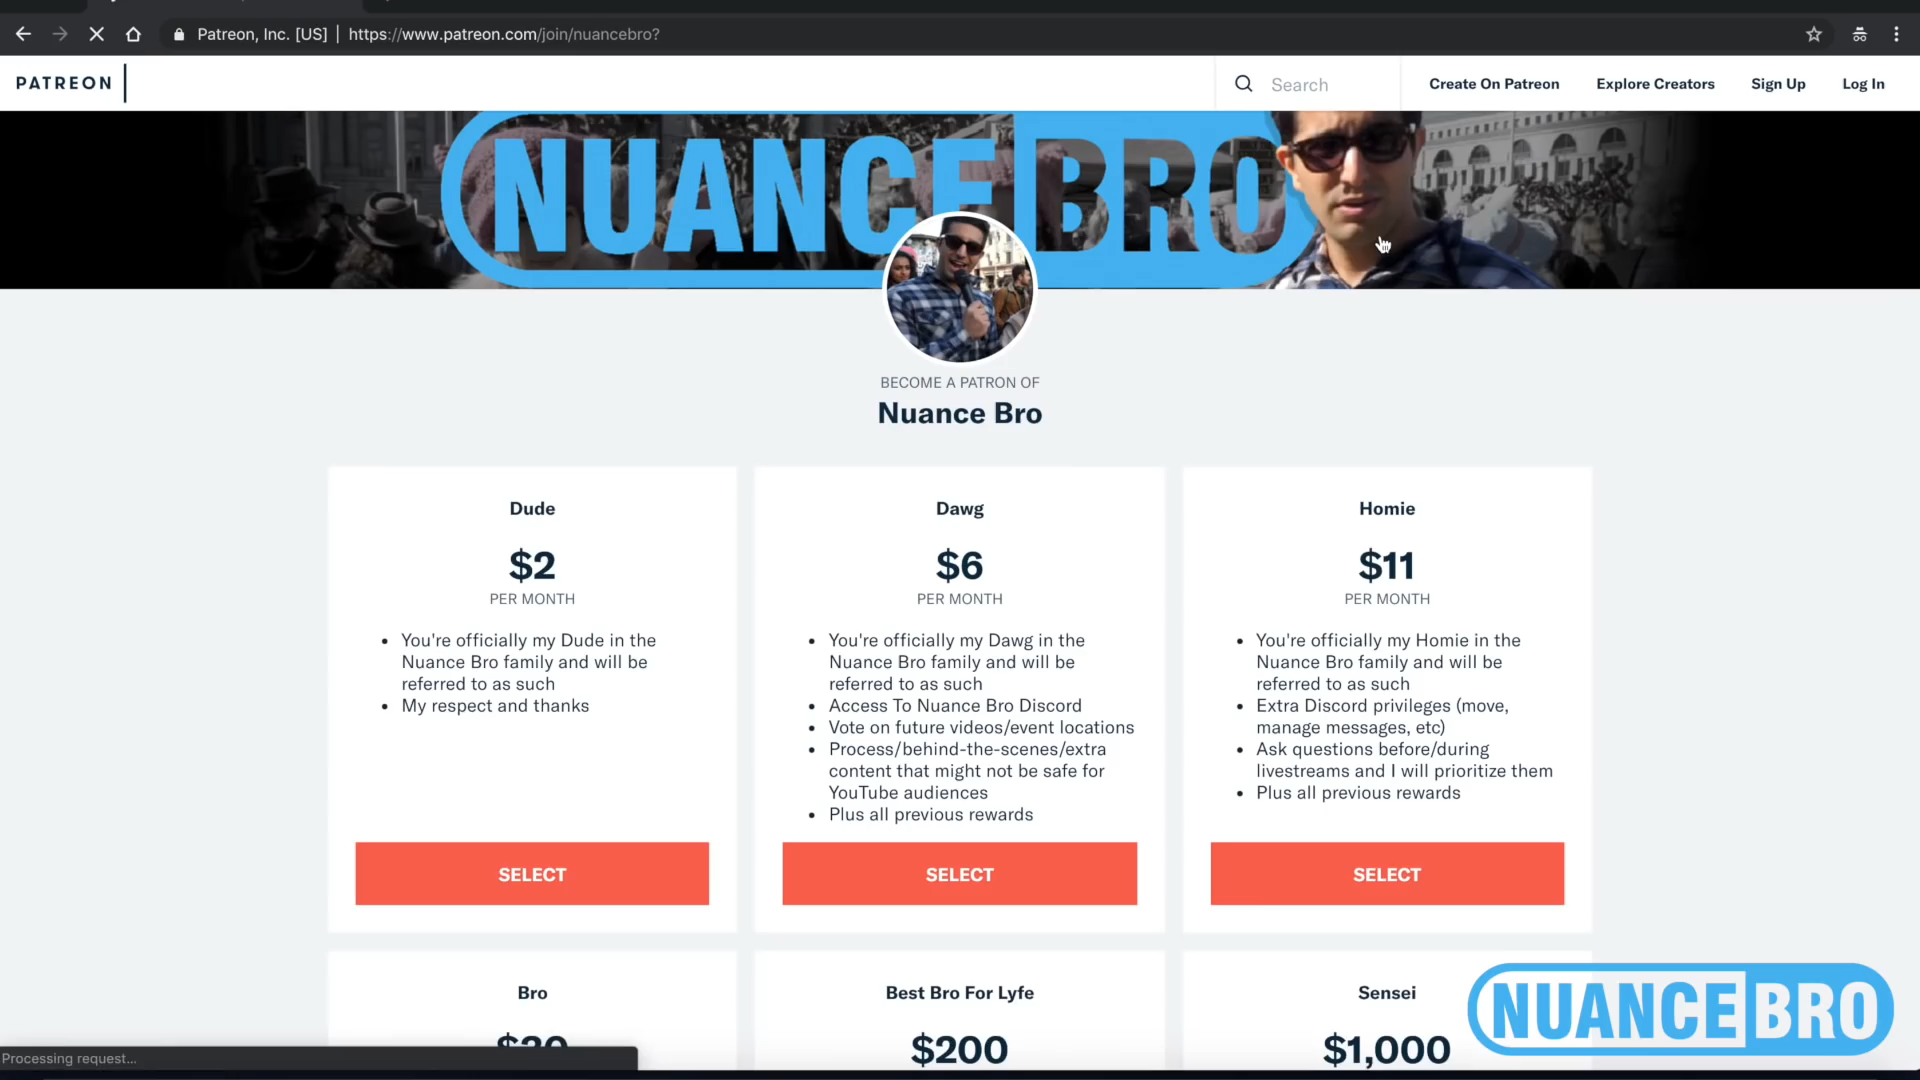 Patreon, Inc. [US] | https://www.patreon.com/join/nuancebro?
PATREON
Search
Create On Patreon
Explore Creators
Sign Up
Log In
NUANCE BRO
BECOME A PATRON OF
Nuance Bro
Dude
$2
PER MONTH
You're officially my Dude in the
Nuance Bro family and will be
referred to as such
My respect and thanks
SELECT
Dawg
$6
PER MONTH
You're officially my Dawg in the
Nuance Bro family and will be
referred to as such
Access To Nuance Bro Discord
Vote on future videos/event locations
Process/behind-the-scenes/extra
content that might not be safe for
YouTube audiences
Plus all previous rewards
SELECT
Homie
$11
PER MONTH
You're officially my Homie in the
Nuance Bro family and will be
referred to as such
Extra Discord privileges (move,
manage messages, etc)
Ask questions before/during
livestreams and I will prioritize them
Plus all previous rewards
SELECT
Bro
Best Bro For Lyfe
$200
Sensei
$1,000
NUANCE BRO
Processing request...